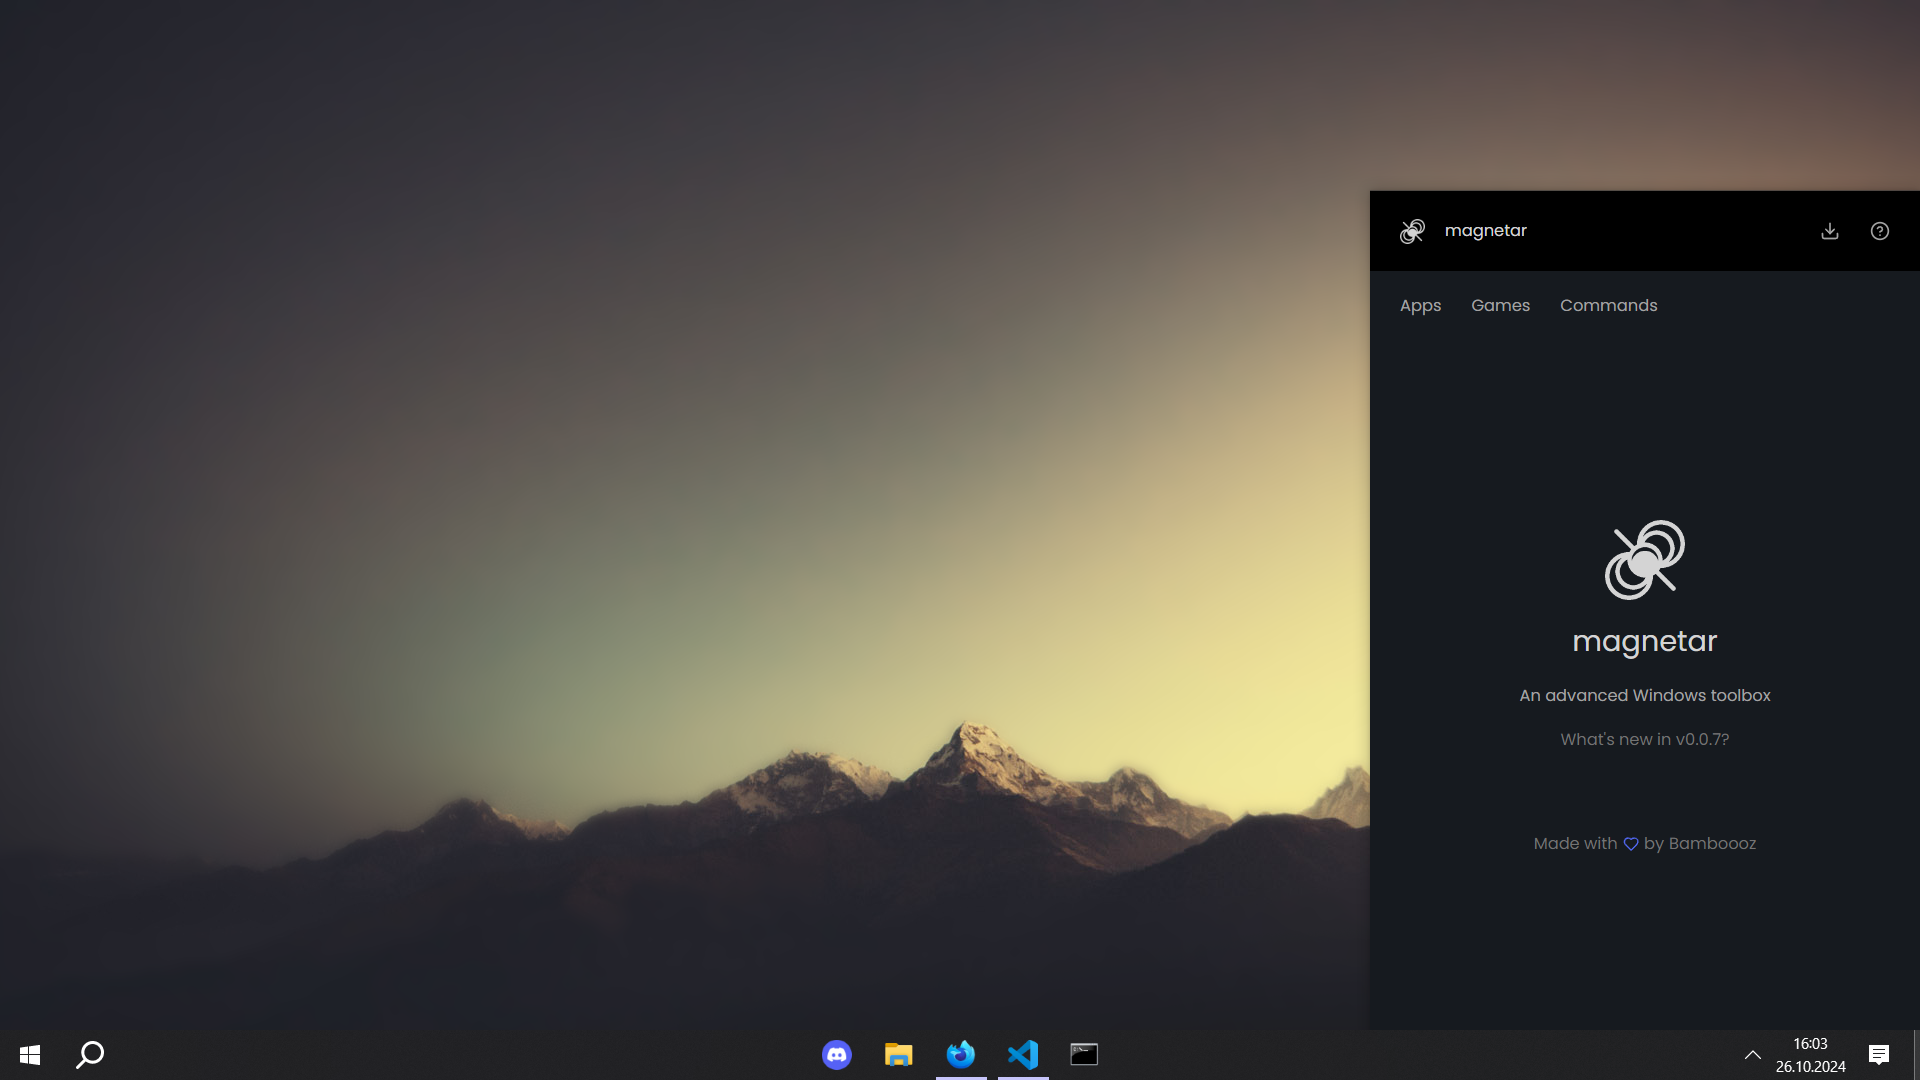 magnetar
Apps Games Commands
magnetar
An advanced Windows toolbox
What's new in v0.0.7?
Made with by Bamboooz
16:03
26.10.2024